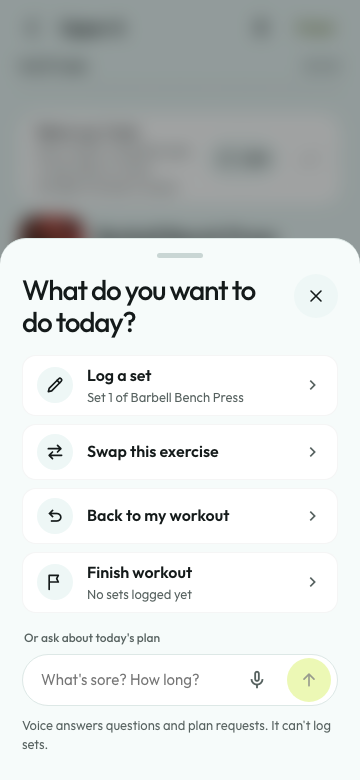 What do you want to
do today?
Log a set
Set 1 of Barbell Bench Press
Swap this exercise
Back to my workout
Finish workout
No sets logged yet
Or ask about today's plan
What's sore? How long?
Voice answers questions and plan requests. It can't log
sets.